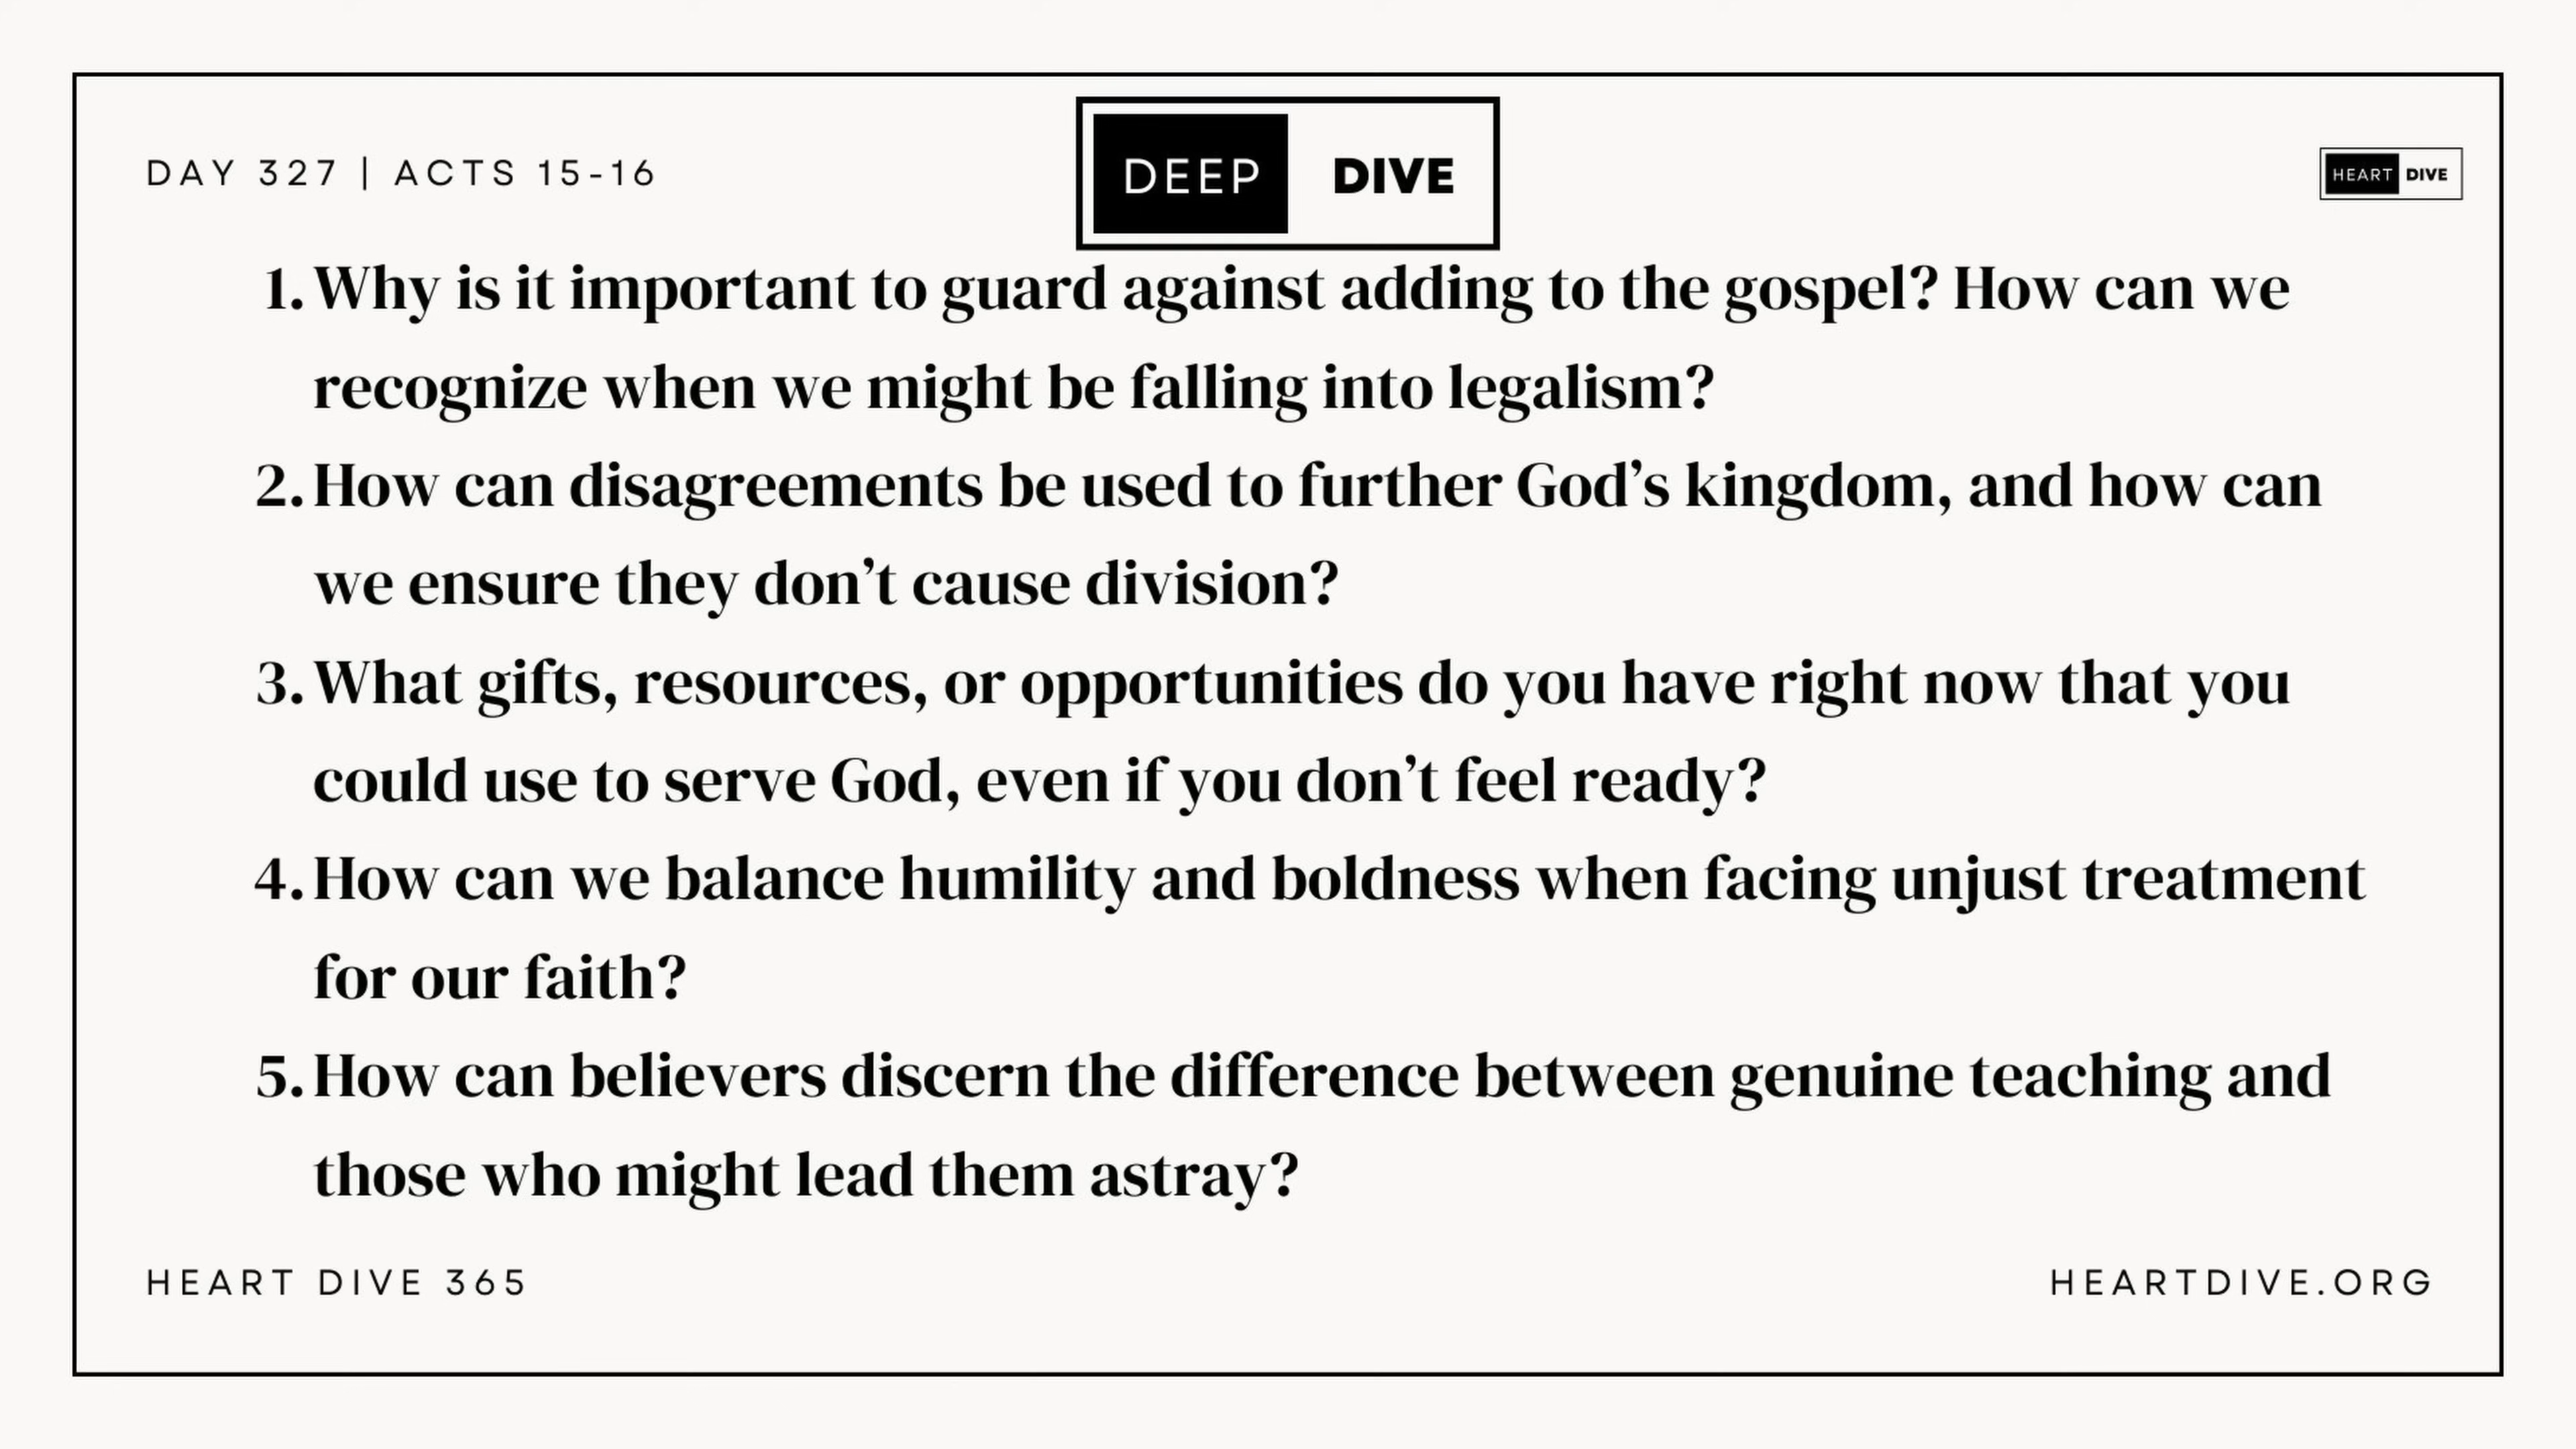 DAY 327 | ACTS 15-16
DEEP DIVE
HEART DIVE
1. Why is it important to guard against adding to the gospel? How can we
recognize when we might be falling into legalism?
2. How can disagreements be used to further God’s kingdom, and how can
we ensure they don’t cause division?
3. What gifts, resources, or opportunities do you have right now that you
could use to serve God, even if you don’t feel ready?
4. How can we balance humility and boldness when facing unjust treatment
for our faith?
5. How can believers discern the difference between genuine teaching and
those who might lead them astray?
HEART DIVE 365
HEARTDIVE.ORG